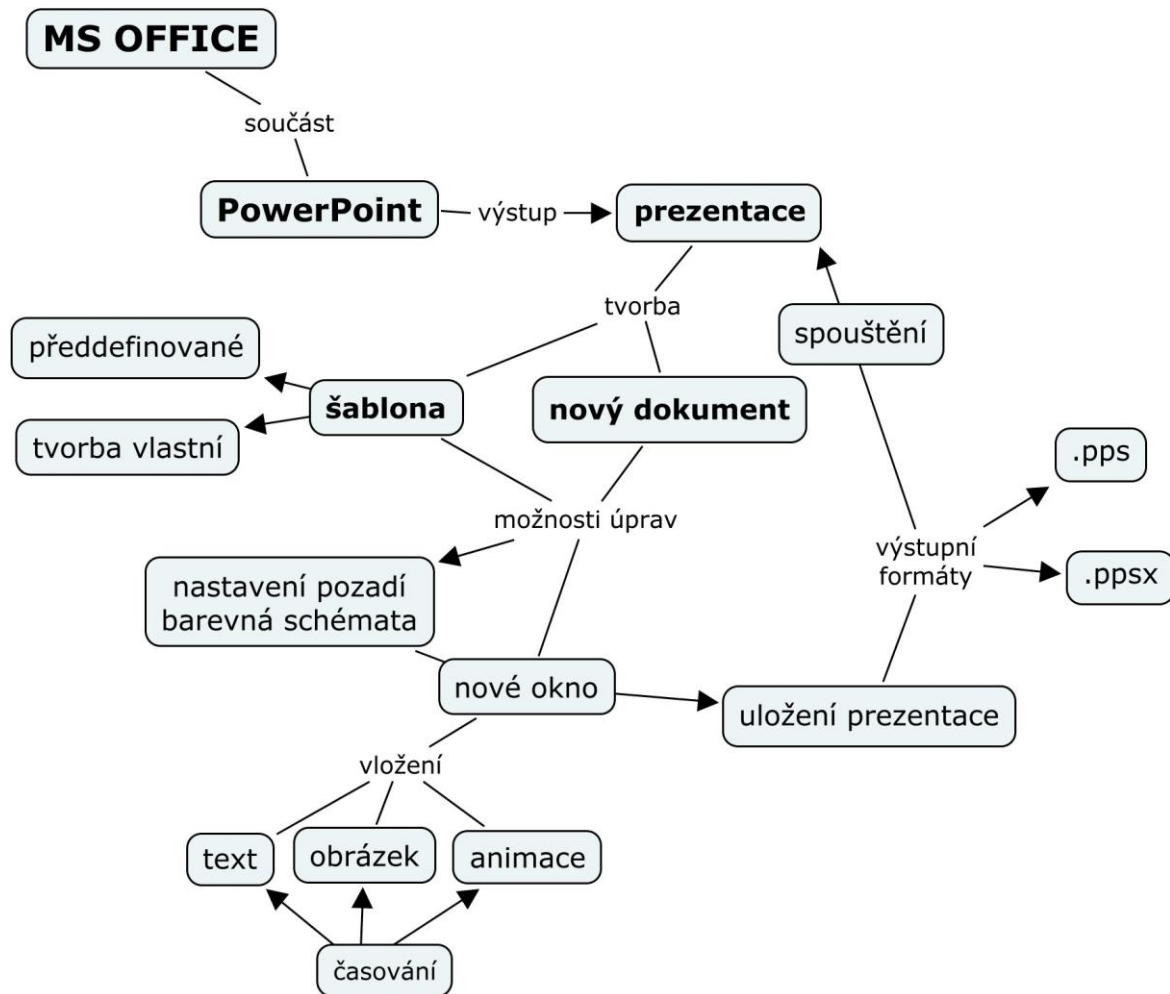 MS OFFICE
součást
PowerPoint
výstup
prezentace
tvorba
spouštění
předdefinované
šablona
nový dokument
tvorba vlastní
.pps
možnosti úprav
výstupní
formáty
.ppsx
nastavení pozadí
barevná schémata
nové okno
uložení prezentace
vložení
text
obrázek
animace
časování